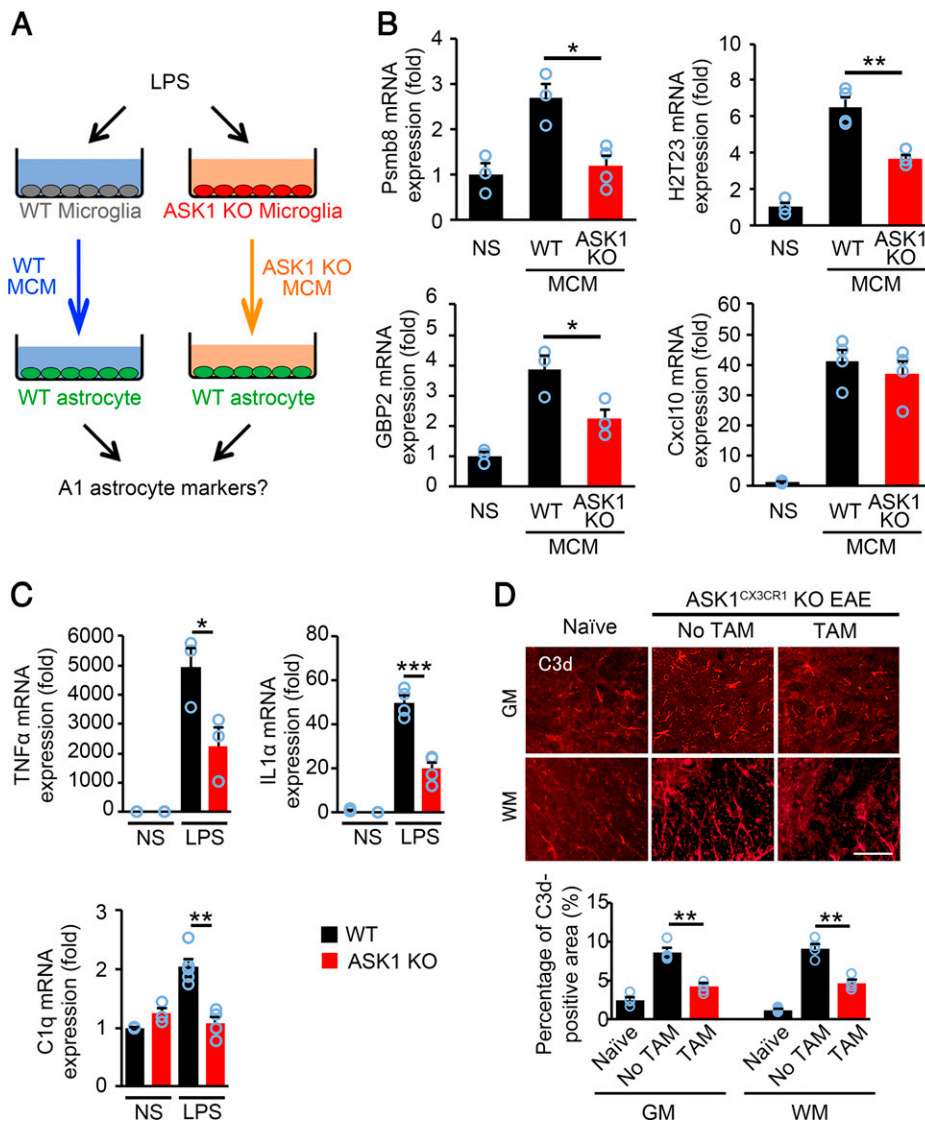 A
LPS
WT Microglia
ASK1 KO Microglia
WT
MCM
ASK1 KO
MCM
WT astrocyte
WT astrocyte
A1 astrocyte markers?
B
Psmb8 mRNA
expression (fold)
4
3
2
1
0
*
NS
WT
ASK1
KO
MCM
H2T23 mRNA
expression (fold)
10
8
6
4
2
0
**
NS
WT
ASK1
KO
MCM
GBP2 mRNA
expression (fold)
6
5
4
3
2
1
0
*
NS
WT
ASK1
KO
MCM
Cxcl10 mRNA
expression (fold)
60
50
40
30
20
10
0
NS
WT
ASK1
KO
MCM
C
TNFα mRNA
expression (fold)
6000
5000
4000
3000
2000
1000
0
*
NS
LPS
IL1α mRNA
expression (fold)
60
40
20
0
***
NS
LPS
C1q mRNA
expression (fold)
3
2
1
0
**
NS
LPS
WT
ASK1 KO
D
ASK1CX3CR1 KO EAE
Naïve
No TAM
TAM
C3d
GM
WM
Percentage of C3d-
positive area (%)
15
10
5
0
**
**
Naïve
No TAM
TAM
Naïve
No TAM
TAM
GM
WM